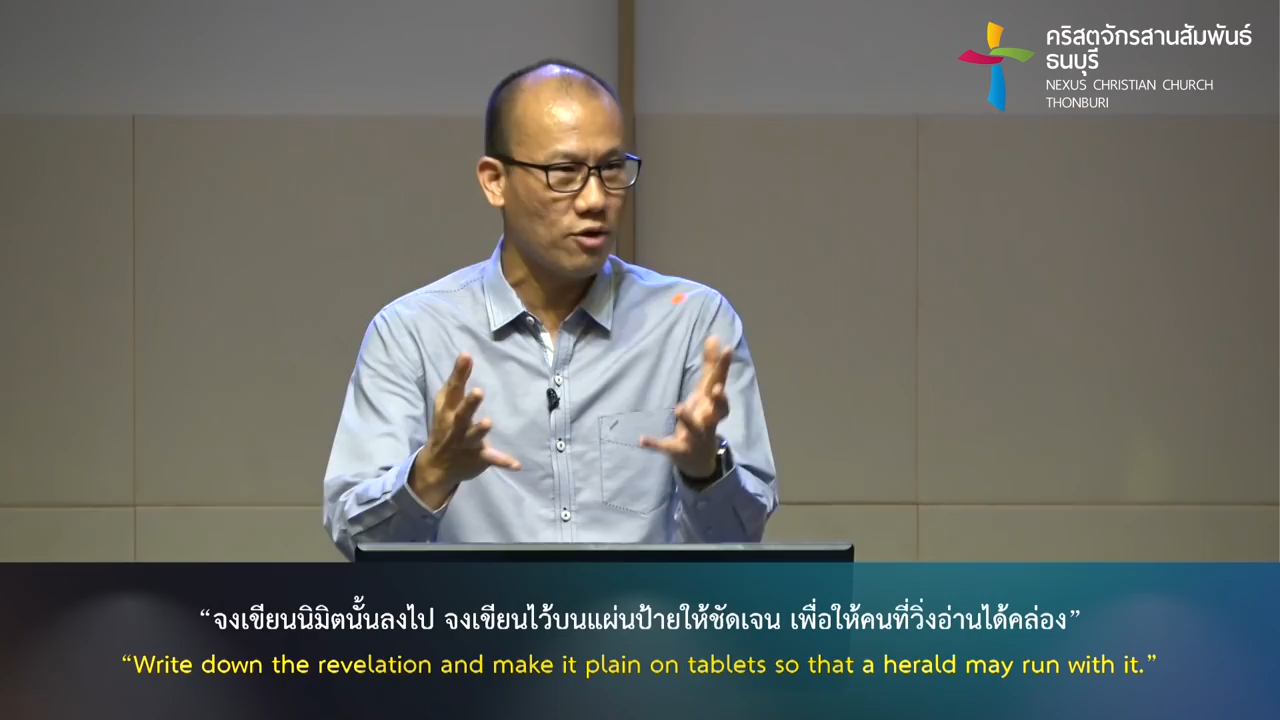 คริสตจักรสานสัมพันธ์
ธนบุรี
NEXUS CHRISTIAN CHURCH
THONBURI
“จงเขียนนิมิตนั้นลงไป จงเขียนไว้บนแผ่นป้ายให้ชัดเจน เพื่อให้คนที่วิ่งอ่านได้คล่อง”
“Write down the revelation and make it plain on tablets so that a herald may run with it.”